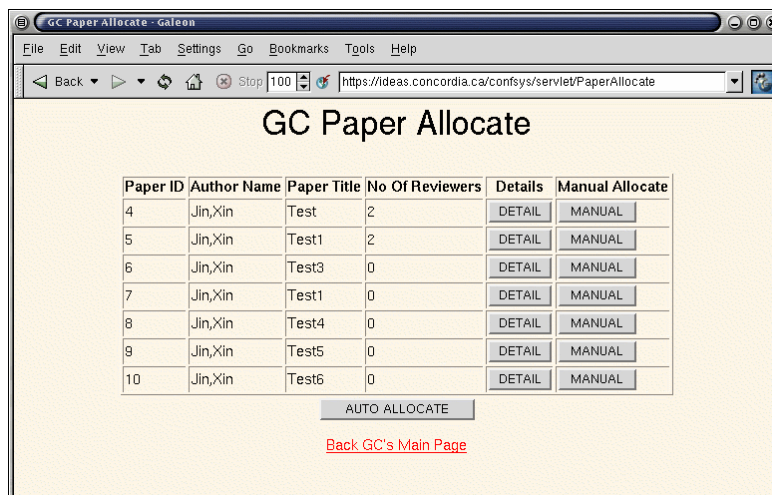 GC Paper Allocate - Galeon
File Edit View Tab Settings Go Bookmarks Tools Help
Back Stop 100 https://ideas.concordia.ca/confsys/servlet/PaperAllocate
GC Paper Allocate
Paper ID Author Name Paper Title No Of Reviewers Details Manual Allocate
4 Jin,Xin Test 2 DETAIL MANUAL
5 Jin,Xin Test1 2 DETAIL MANUAL
6 Jin,Xin Test3 0 DETAIL MANUAL
7 Jin,Xin Test1 0 DETAIL MANUAL
8 Jin,Xin Test4 0 DETAIL MANUAL
9 Jin,Xin Test5 0 DETAIL MANUAL
10 Jin,Xin Test6 0 DETAIL MANUAL
AUTO ALLOCATE
Back GC's Main Page